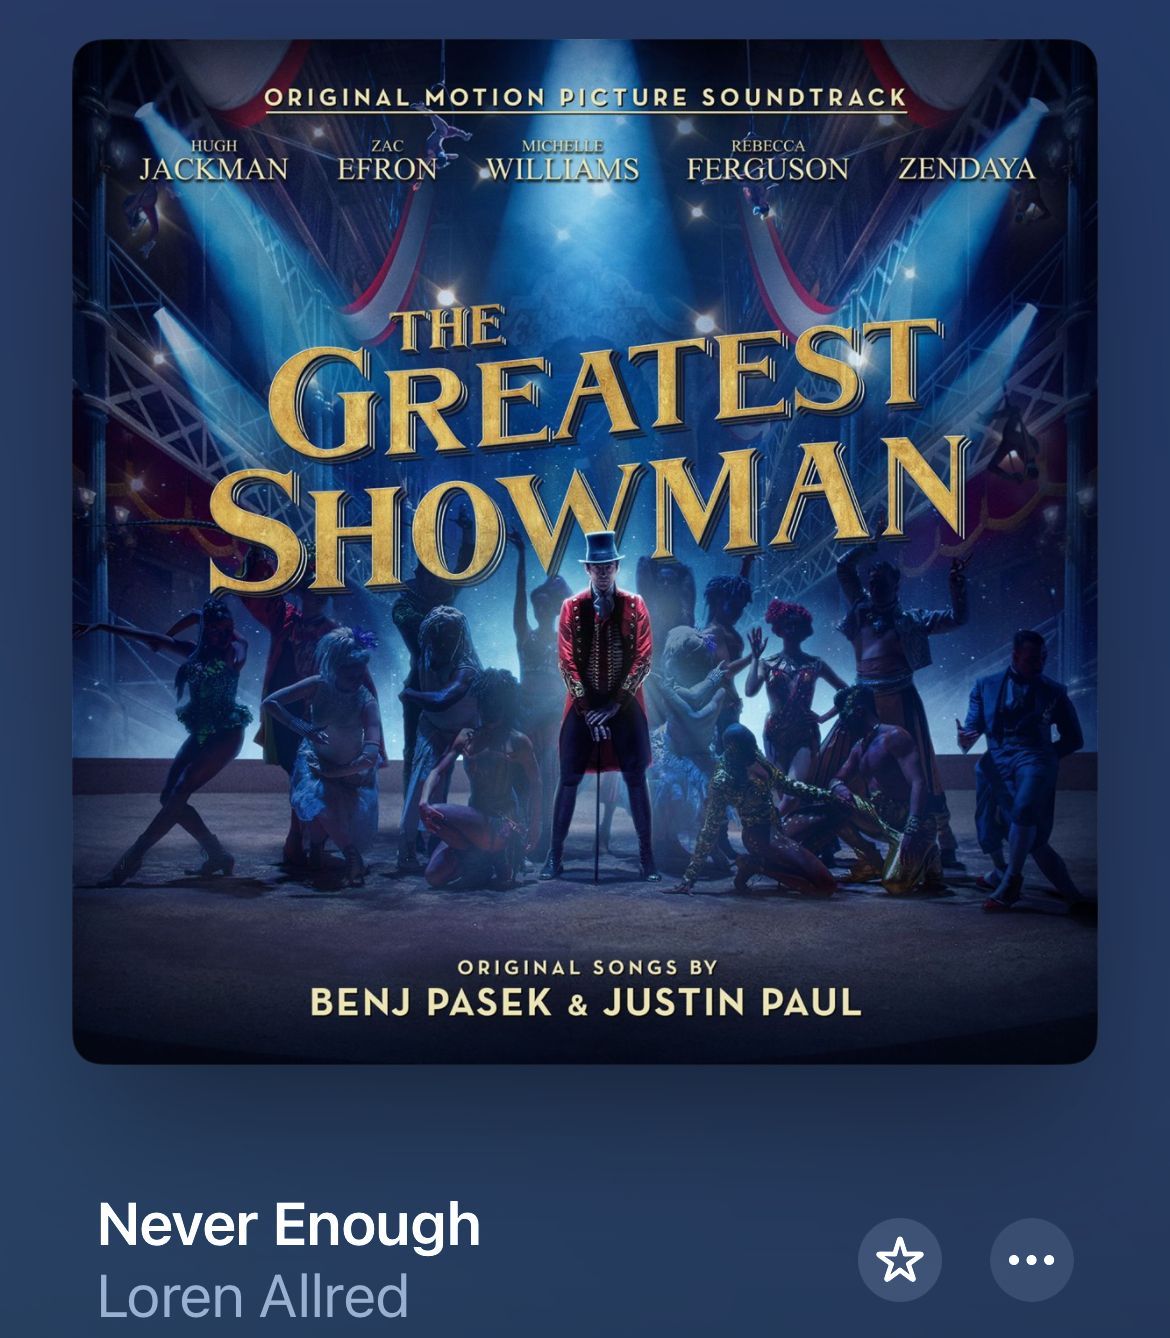 ORIGINAL MOTION PICTURE SOUNDTRACK
HUGH JACKMAN ZAC EFRON MICHELLE WILLIAMS REBECCA FERGUSON ZENDAYA
THE
GREATEST
SHOWMAN
ORIGINAL SONGS BY
BENJ PASEK & JUSTIN PAUL
Never Enough
Loren Allred